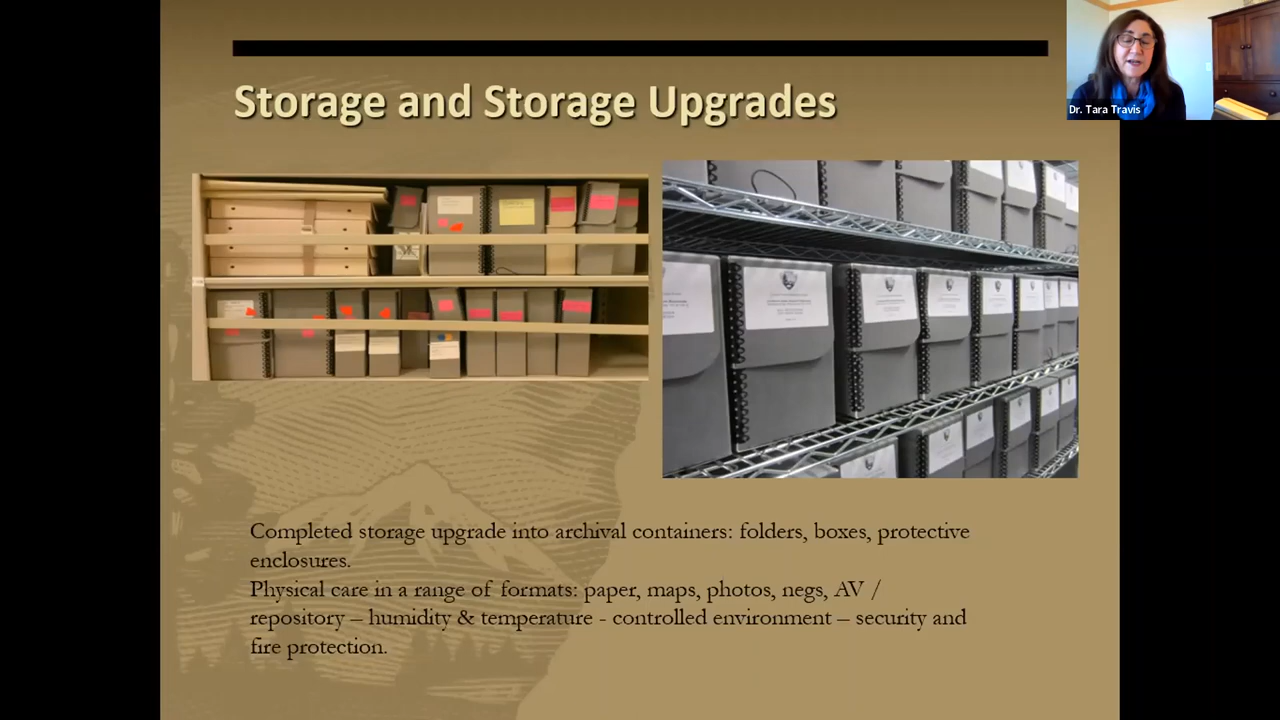 Storage and Storage Upgrades
Dr. Tara Travis
Completed storage upgrade into archival containers: folders, boxes, protective
enclosures.
Physical care in a range of formats: paper, maps, photos, negs, AV /
repository – humidity & temperature - controlled environment – security and
fire protection.